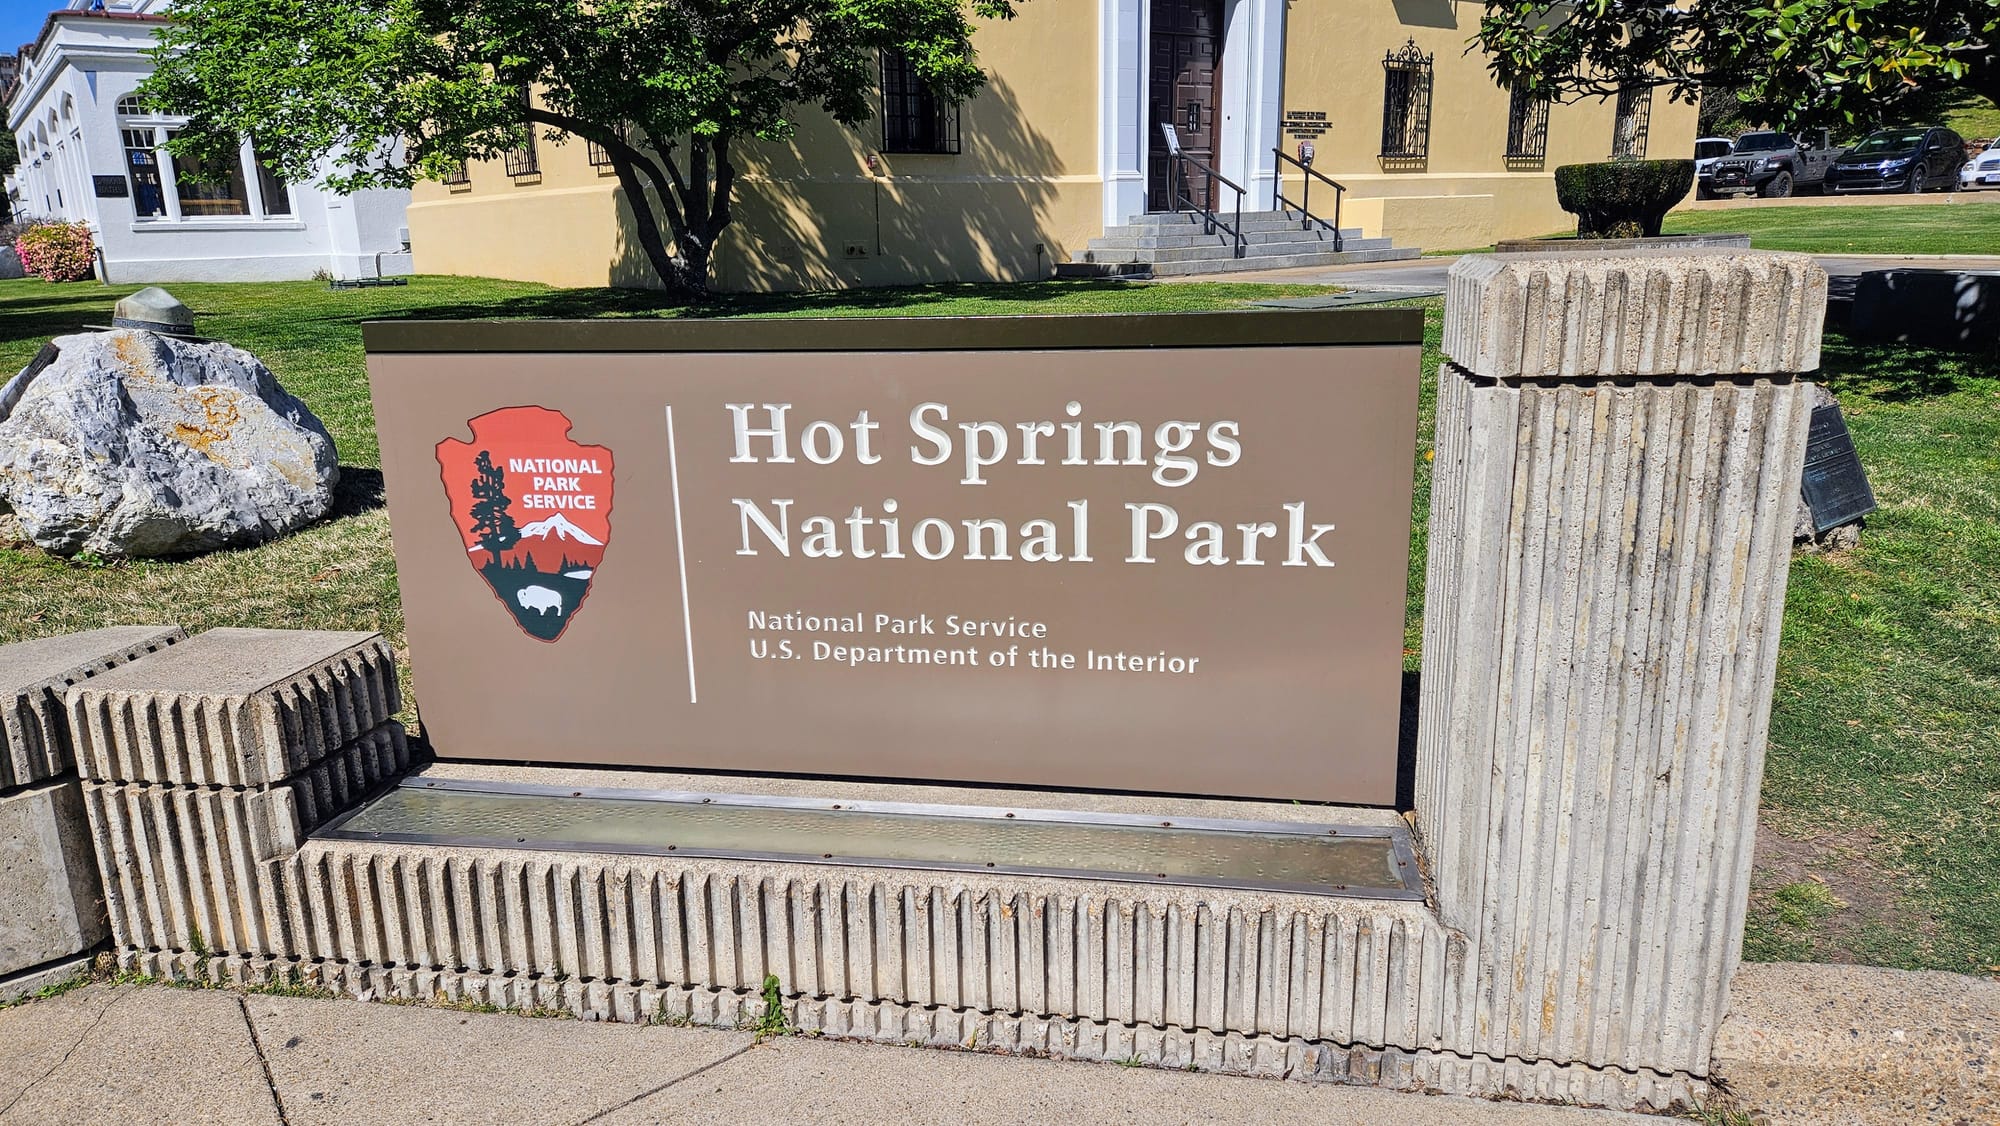 NATIONAL
PARK
SERVICE
Hot Springs
National Park
National Park Service
U.S. Department of the Interior